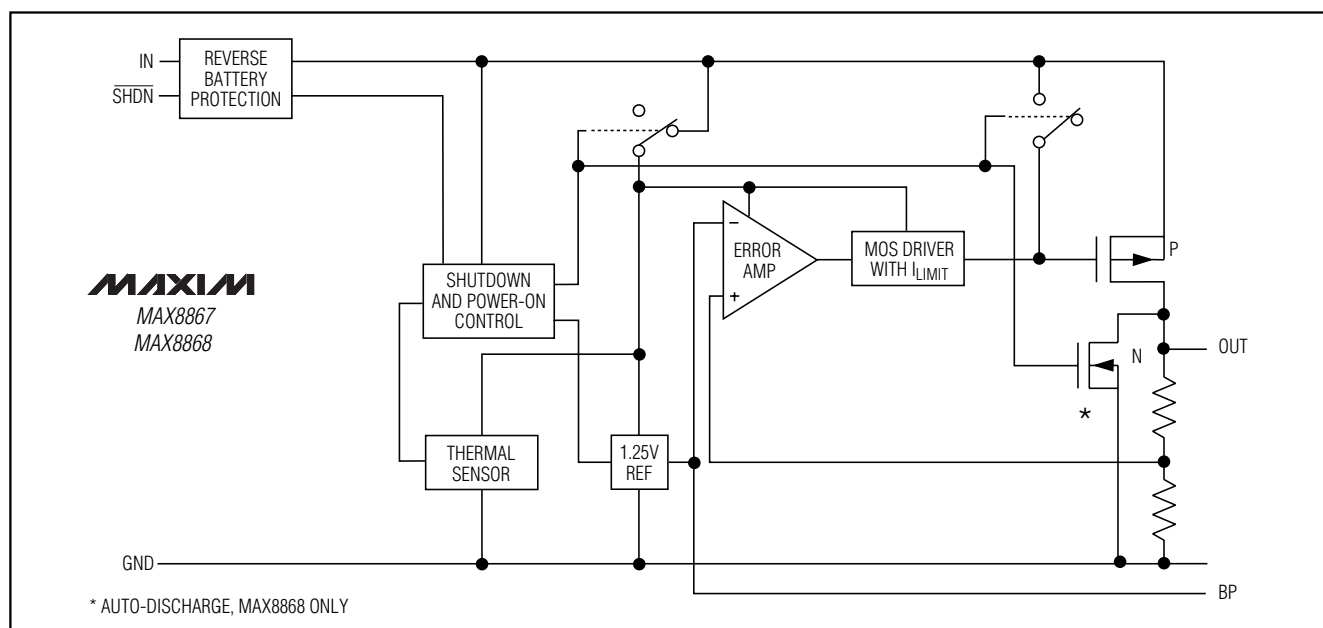 IN
SHDN
REVERSE
BATTERY
PROTECTION
MAXIM
MAX8867
MAX8868
SHUTDOWN
AND POWER-ON
CONTROL
THERMAL
SENSOR
1.25V
REF
−
ERROR
AMP
+
MOS DRIVER
WITH ILIMIT
P
N
*
OUT
GND
BP
* AUTO-DISCHARGE, MAX8868 ONLY